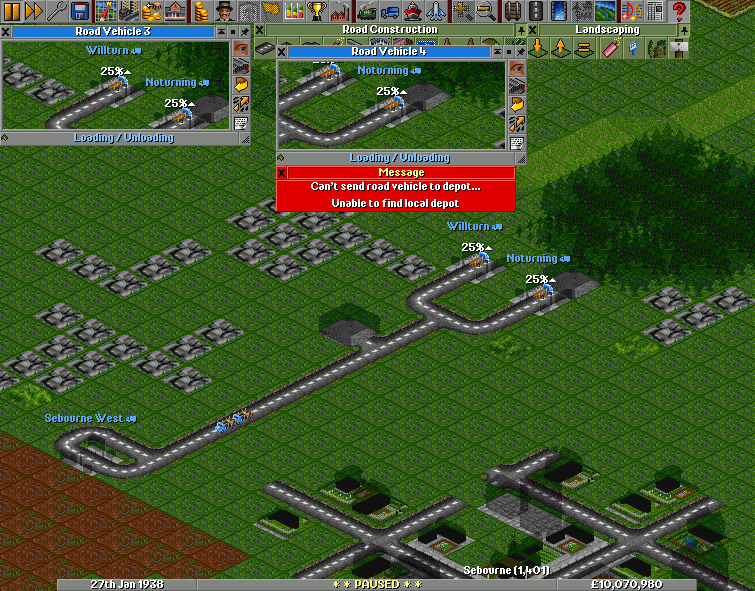 Road Vehicle 3
Willturn
25%
Noturning
25%
Loading / Unloading
Road Construction
Landscaping
Road Vehicle 4
Noturning
25%
Loading / Unloading
Message
Can't send road vehicle to depot...
Unable to find local depot
Willturn
25%
Noturning
25%
Sebourne West
Sebourne (1,401)
27th Jan 1938
* * PAUSED * *
£10,070,980